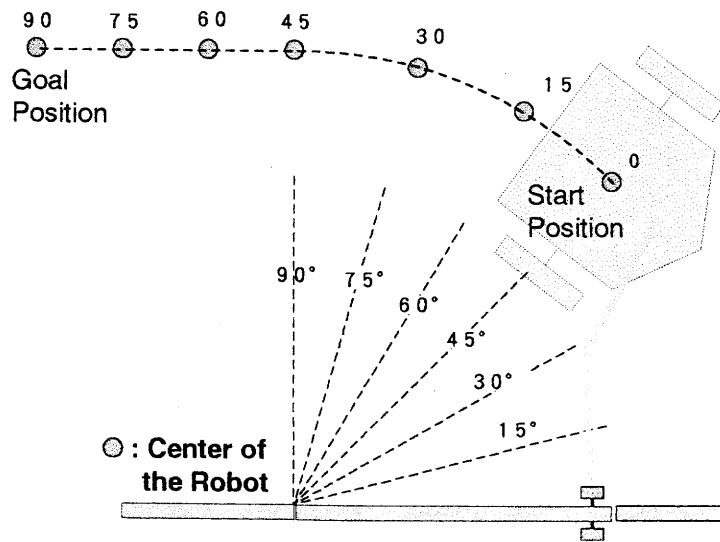 90 75 60 45 30 15 0
Goal
Position
Start
Position
90° 75° 60° 45° 30° 15°
: Center of
the Robot